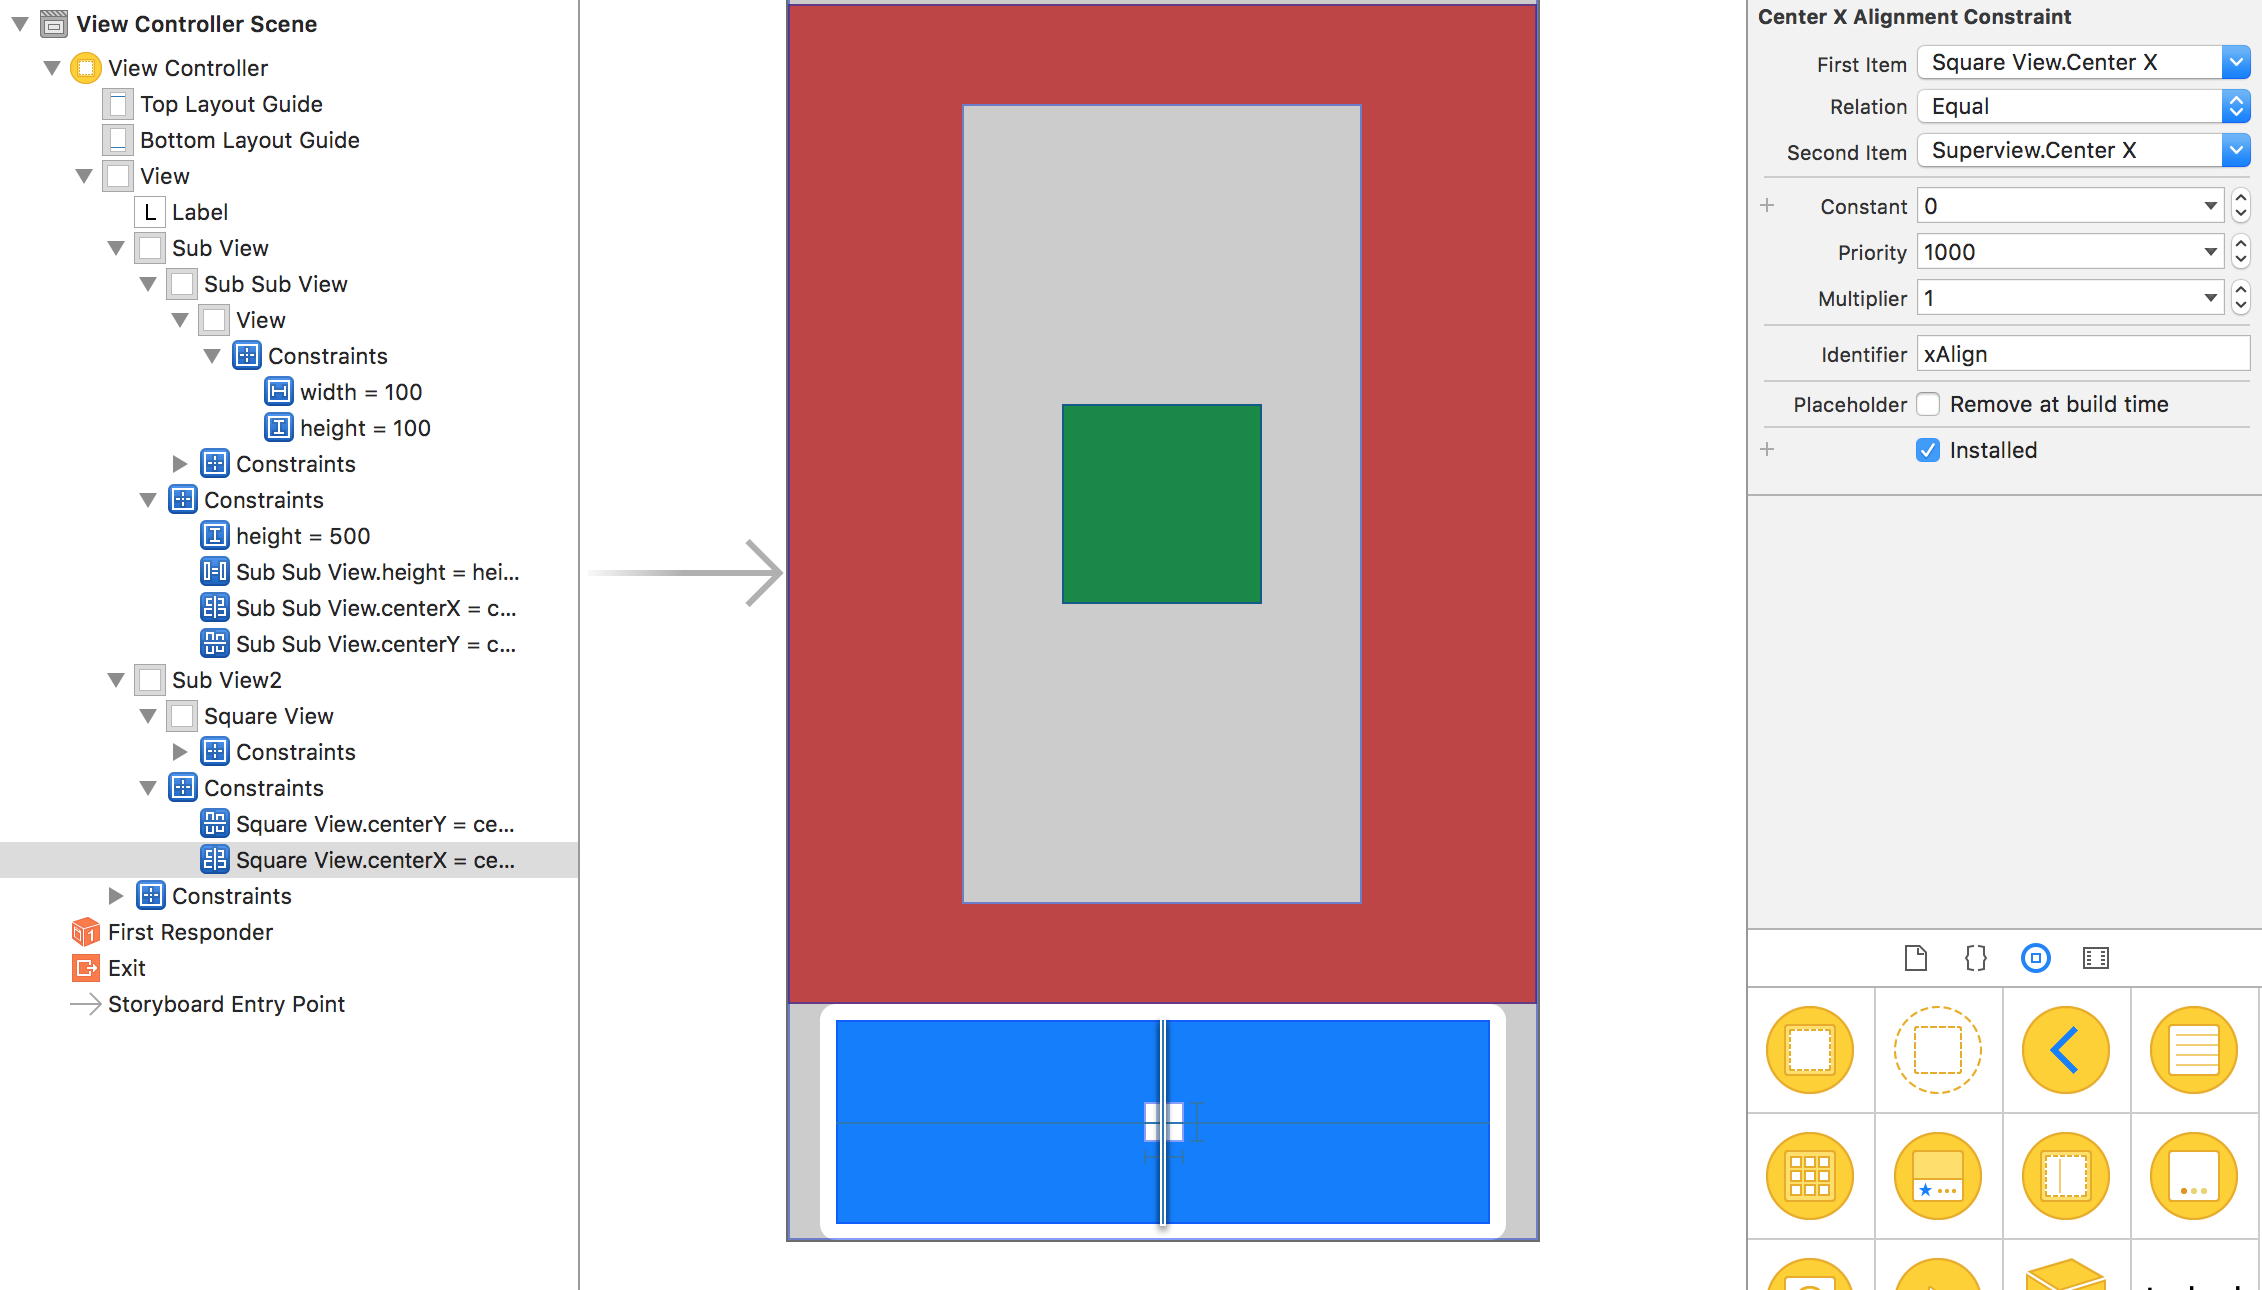 View Controller Scene
View Controller
Top Layout Guide
Bottom Layout Guide
View
L Label
Sub View
Sub Sub View
View
Constraints
width = 100
height = 100
Constraints
Constraints
height = 500
Sub Sub View.height = hei...
Sub Sub View.centerX = c...
Sub Sub View.centerY = c...
Sub View2
Square View
Constraints
Constraints
Square View.centerY = ce...
Square View.centerX = ce...
Constraints
First Responder
Exit
Storyboard Entry Point
Center X Alignment Constraint
First Item Square View.Center X
Relation Equal
Second Item Superview.Center X
+ Constant 0
Priority 1000
Multiplier 1
Identifier xAlign
Placeholder Remove at build time
+ Installed
{}